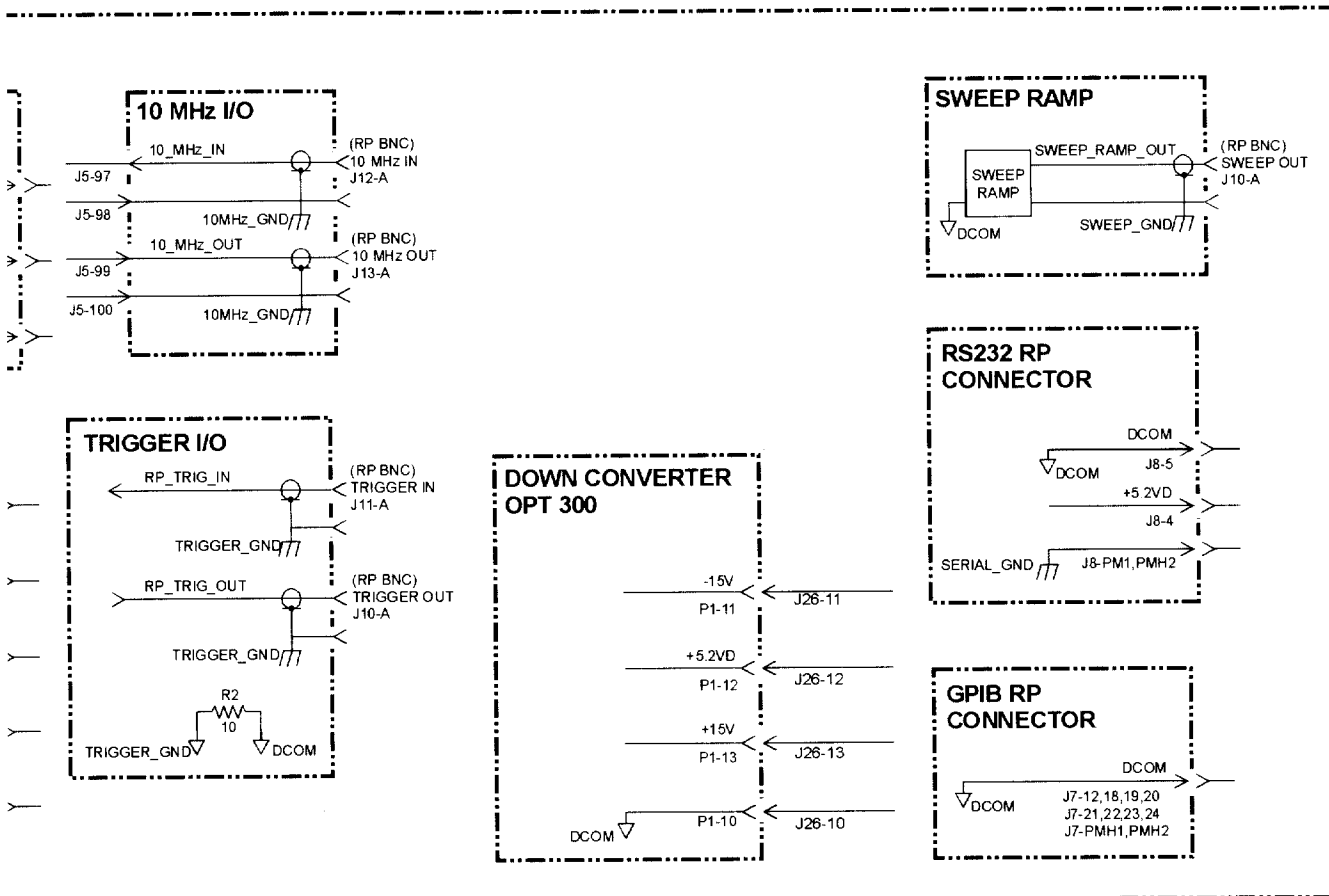 10 MHz I/O
10_MHz_IN
(RP BNC)
10 MHz IN
J12-A
J5-97
J5-98
10MHz_GND
10_MHz_OUT
(RP BNC)
10 MHz OUT
J13-A
J5-99
J5-100
10MHz_GND
SWEEP RAMP
SWEEP_RAMP_OUT
(RP BNC)
SWEEP OUT
J10-A
SWEEP
RAMP
SWEEP_GND
DCOM
RS232 RP
CONNECTOR
DCOM
DCOM
J8-5
+5.2VD
J8-4
SERIAL_GND
J8-PM1,PMH2
TRIGGER I/O
RP_TRIG_IN
(RP BNC)
TRIGGER IN
J11-A
TRIGGER_GND
RP_TRIG_OUT
(RP BNC)
TRIGGER OUT
J10-A
TRIGGER_GND
R2
10
TRIGGER_GND
DCOM
DOWN CONVERTER
OPT 300
-15V
P1-11
J26-11
+5.2VD
P1-12
J26-12
+15V
P1-13
J26-13
DCOM
P1-10
J26-10
GPIB RP
CONNECTOR
DCOM
DCOM
J7-12,18,19,20
J7-21,22,23,24
J7-PMH1,PMH2